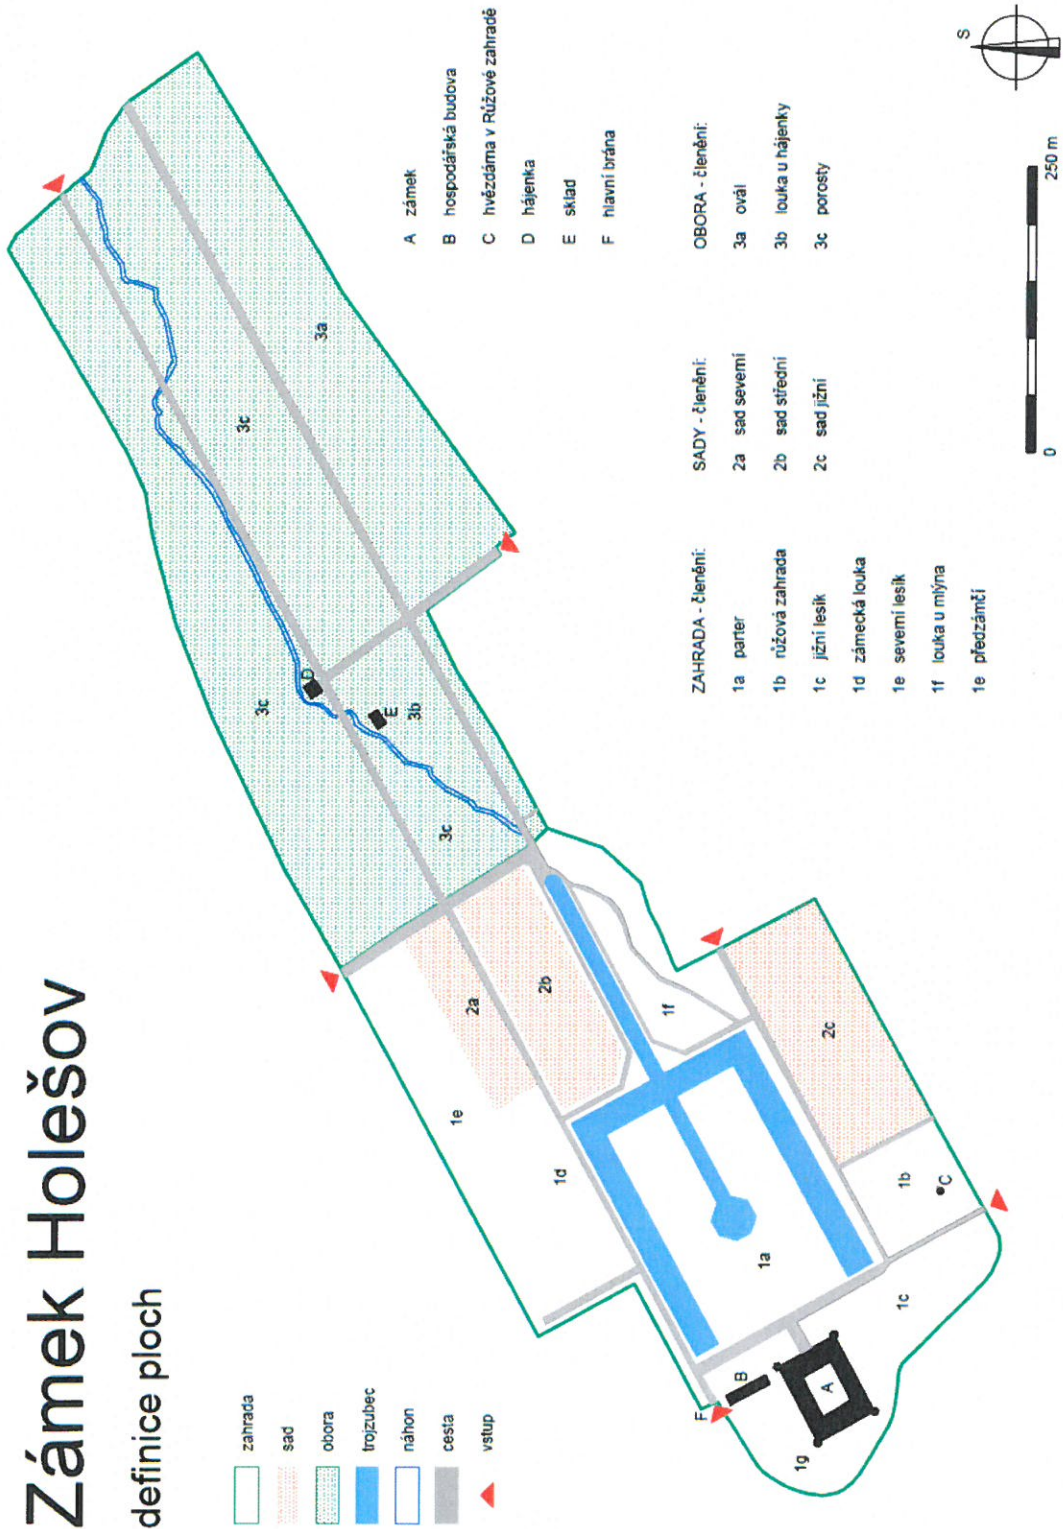 Zámek Holešov
definice ploch
zahrada
sad
obora
trojzubec
náhon
cesta
vstup
A zámek
B hospodářská budova
C hvězdárna v Růžové zahradě
D hájenka
E sklad
F hlavní brána
ZAHRADA - členění:
1a parter
1b růžová zahrada
1c jižní lesík
1d zámecká louka
1e severní lesík
1f louka u mlýna
1e předzámčí
SADY - členění:
2a sad severní
2b sad střední
2c sad jižní
OBORA - členění:
3a ovál
3b louka u hájenky
3c porosty
S
0
250 m
3c
3a
3c
D
E
3b
3c
2a
2b
1e
1d
1f
2c
1a
1b
C
1c
B
A
F
1g